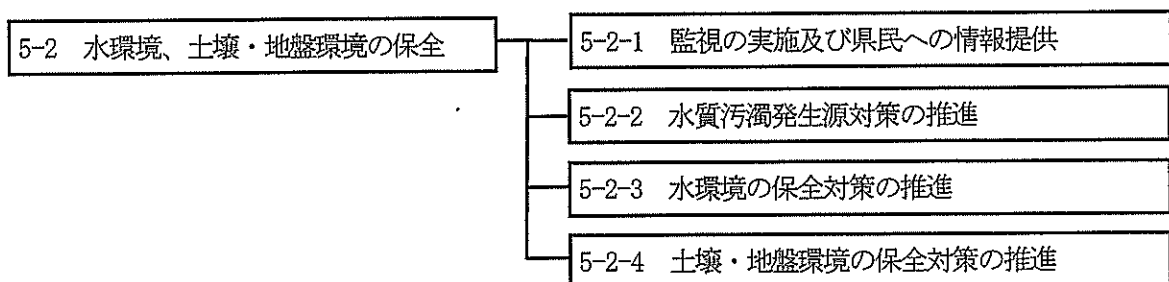 5-2 水環境、土壌・地盤環境の保全
5-2-1 監視の実施及び県民への情報提供
5-2-2 水質汚濁発生源対策の推進
5-2-3 水環境の保全対策の推進
5-2-4 土壌・地盤環境の保全対策の推進